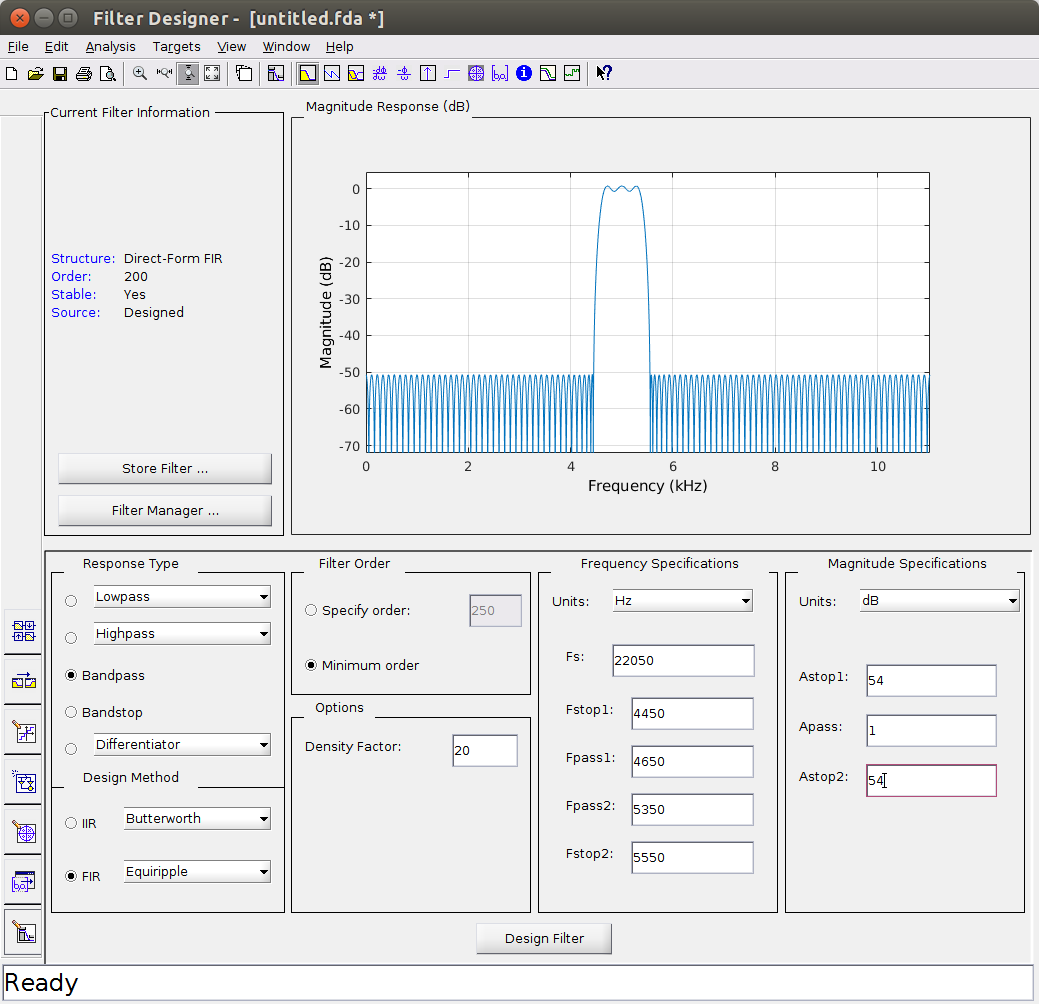 Filter Designer - [untitled.fda *]
File Edit Analysis Targets View Window Help
Current Filter Information
Structure: Direct-Form FIR
Order: 200
Stable: Yes
Source: Designed
Store Filter ...
Filter Manager ...
Magnitude Response (dB)
0
-10
-20
-30
-40
-50
-60
-70
Magnitude (dB)
0 2 4 6 8 10
Frequency (kHz)
Response Type
Lowpass
Highpass
Bandpass
Bandstop
Differentiator
Design Method
IIR Butterworth
FIR Equiripple
Filter Order
Specify order: 250
Minimum order
Options
Density Factor: 20
Frequency Specifications
Units: Hz
Fs: 22050
Fstop1: 4450
Fpass1: 4650
Fpass2: 5350
Fstop2: 5550
Magnitude Specifications
Units: dB
Astop1: 54
Apass: 1
Astop2: 54
Design Filter
Ready